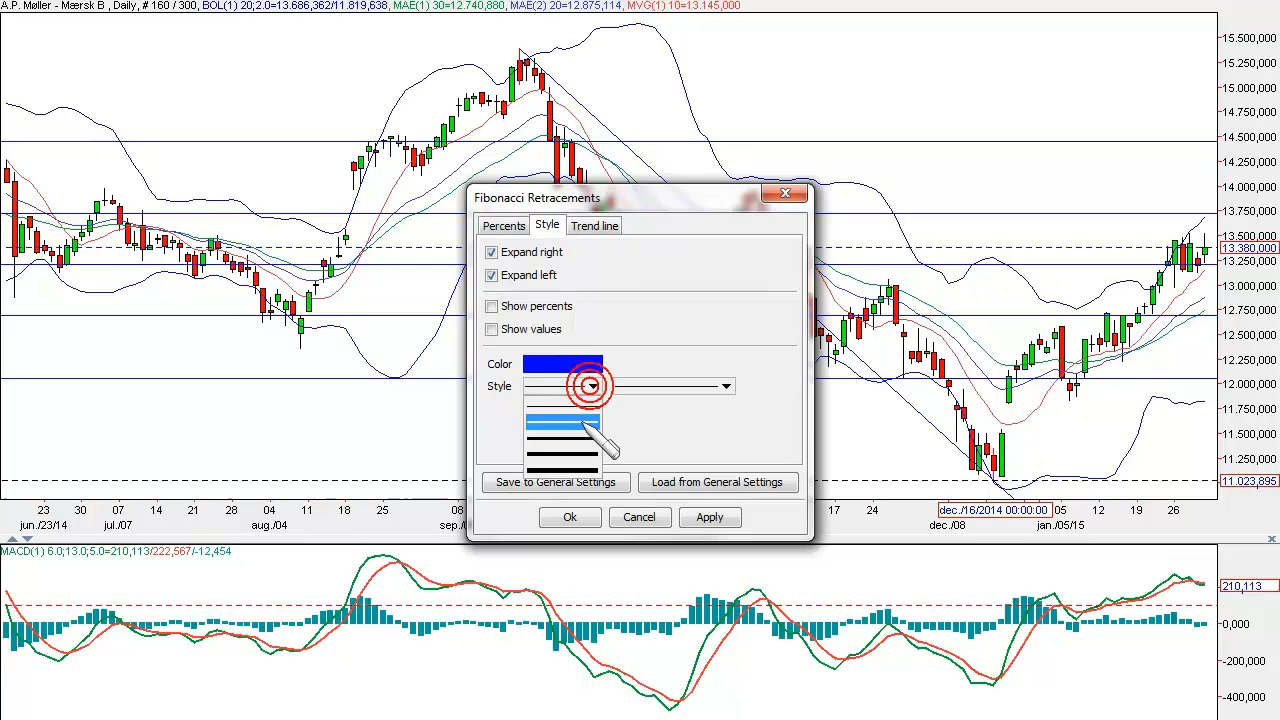 A.P. Møller - Mærsk B , Daily, # 160 / 300, BOL(1) 20;2.0=13.686,362/11.819,638, MAE(1) 30=12.740,880, MAE(2) 20=12.875,114, MVG(1) 10=13.145,000
15.500,000
15.250,000
15.000,000
14.750,000
14.500,000
14.250,000
14.000,000
13.750,000
13.500,000
13.380,000
13.250,000
13.000,000
12.750,000
12.500,000
12.250,000
12.000,000
11.750,000
11.500,000
11.250,000
11.023,895
Fibonacci Retracements
Percents Style Trend line
Expand right
Expand left
Show percents
Show values
Color
Style
Save to General Settings Load from General Settings
Ok Cancel Apply
23 30 07 14 21 28 04 11 18 25 08 17 24 dec./16/2014 00:00:00 05 12 19 26
jun./23/14 jul./07 aug./04 sep./ dec./08 jan./05/15
MACD(1) 6.0;13.0;5.0=210,113/222,567/-12,454
210,113
0,000
-200,000
-400,000